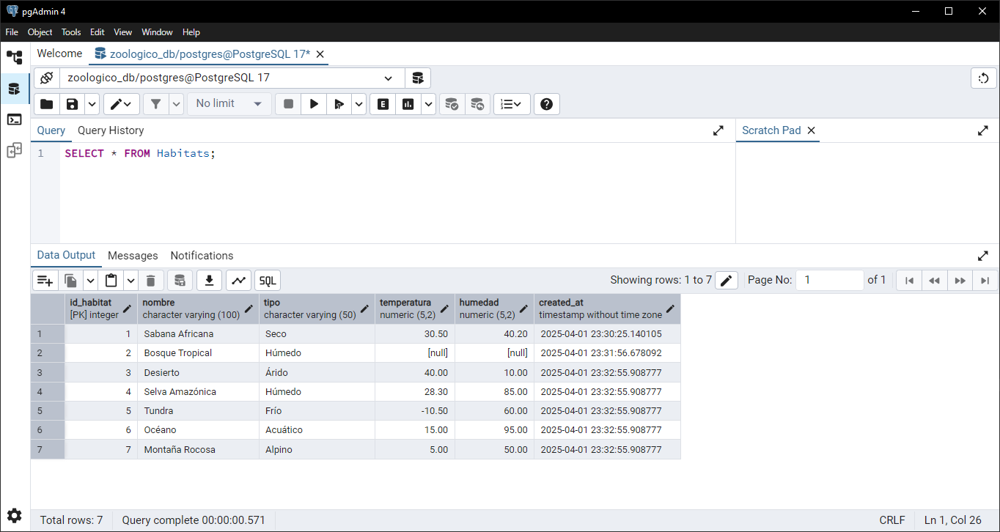 pgAdmin 4
File Object Tools Edit View Window Help
Welcome zoologico_db/postgres@PostgreSQL 17*
zoologico_db/postgres@PostgreSQL 17
No limit E
Query Query History Scratch Pad
1 SELECT * FROM Habitats;
Data Output Messages Notifications
SQL Showing rows: 1 to 7 Page No: 1 of 1
id_habitat nombre tipo temperatura humedad created_at
[PK] integer character varying (100) character varying (50) numeric (5,2) numeric (5,2) timestamp without time zone
1 1 Sabana Africana Seco 30.50 40.20 2025-04-01 23:30:25.140105
2 2 Bosque Tropical Húmedo [null] [null] 2025-04-01 23:31:56.678092
3 3 Desierto Árido 40.00 10.00 2025-04-01 23:32:55.908777
4 4 Selva Amazónica Húmedo 28.30 85.00 2025-04-01 23:32:55.908777
5 5 Tundra Frío -10.50 60.00 2025-04-01 23:32:55.908777
6 6 Océano Acuático 15.00 95.00 2025-04-01 23:32:55.908777
7 7 Montaña Rocosa Alpino 5.00 50.00 2025-04-01 23:32:55.908777
Total rows: 7 Query complete 00:00:00.571 CRLF Ln 1, Col 26